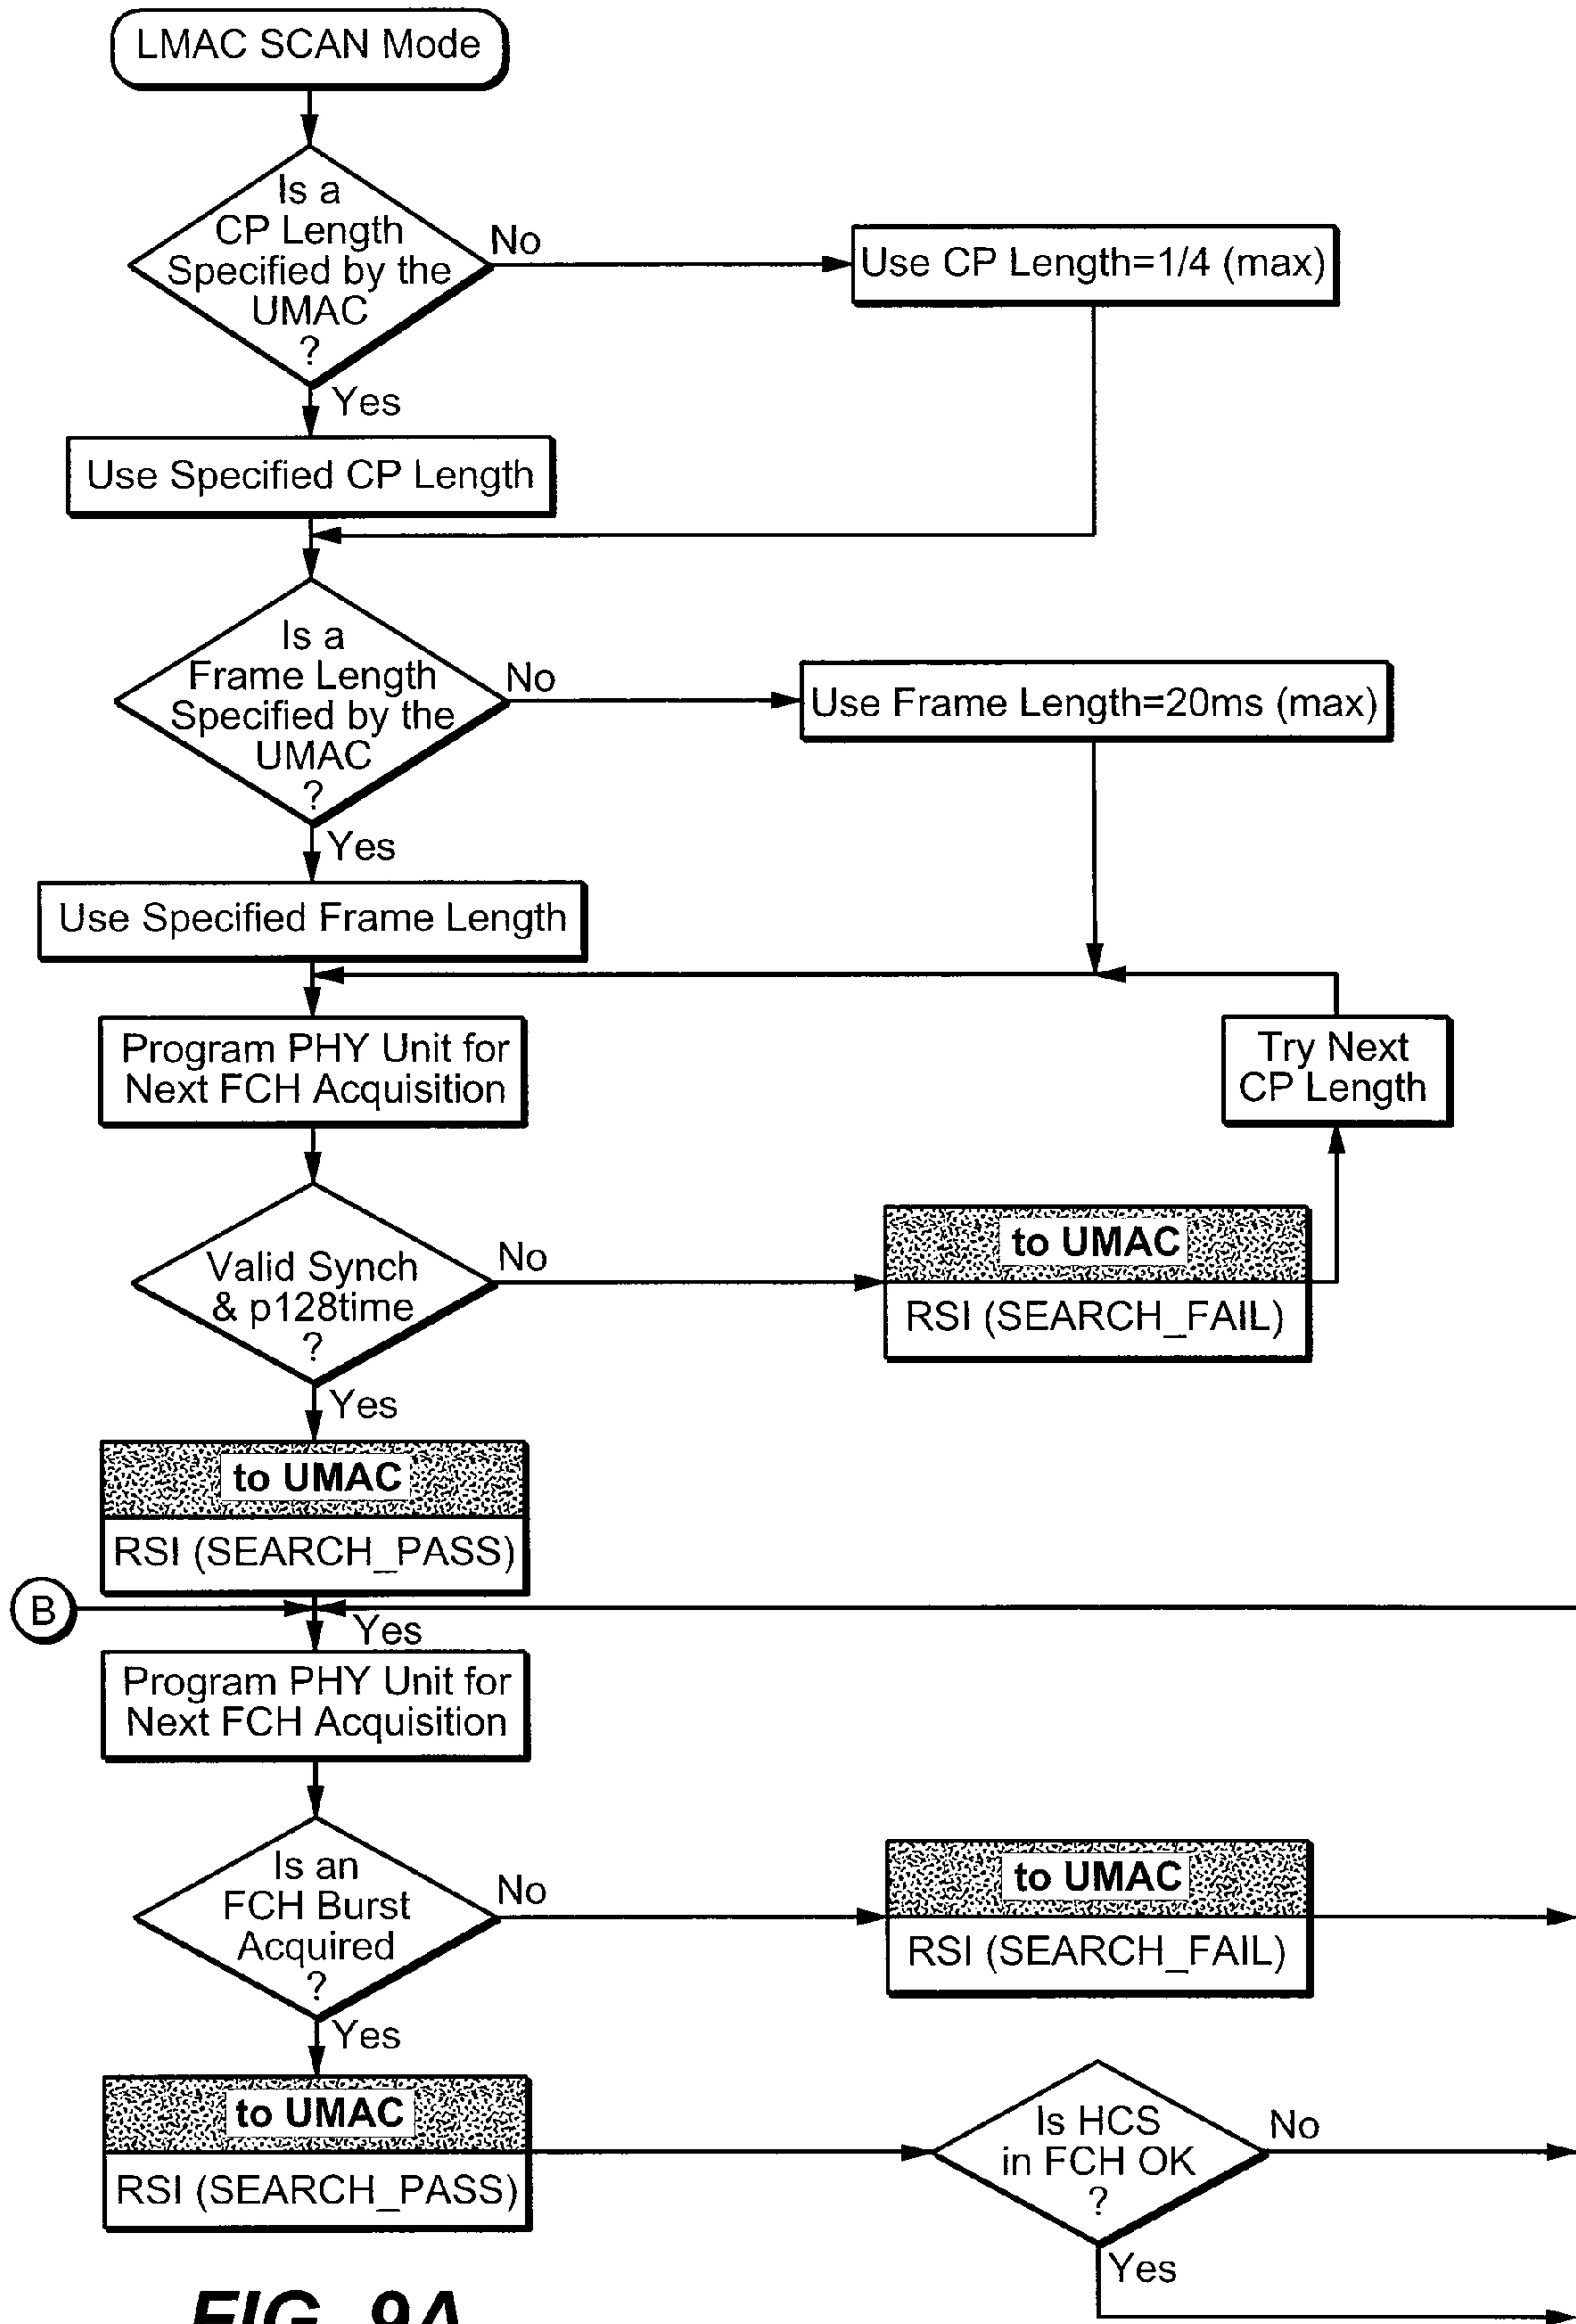 LMAC SCAN Mode
Is a
CP Length
Specified by the
UMAC
?
No
Use CP Length=1/4 (max)
Yes
Use Specified CP Length
Is a
Frame Length
Specified by the
UMAC
?
No
Use Frame Length=20ms (max)
Yes
Use Specified Frame Length
Program PHY Unit for
Next FCH Acquisition
Try Next
CP Length
Valid Synch
& p128time
?
No
to UMAC
RSI (SEARCH_FAIL)
Yes
to UMAC
RSI (SEARCH_PASS)
B
Yes
Program PHY Unit for
Next FCH Acquisition
Is an
FCH Burst
Acquired
?
No
to UMAC
RSI (SEARCH_FAIL)
Yes
to UMAC
RSI (SEARCH_PASS)
Is HCS
in FCH OK
?
No
Yes
FIG. 9A